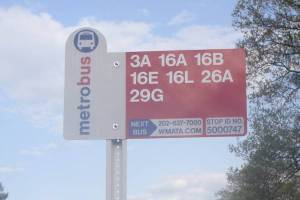 metrobus
3A 16A 16B
16E 16L 26A
29G
NEXT BUS
202-637-7000
WMATA.COM
STOP ID NO.
5000747